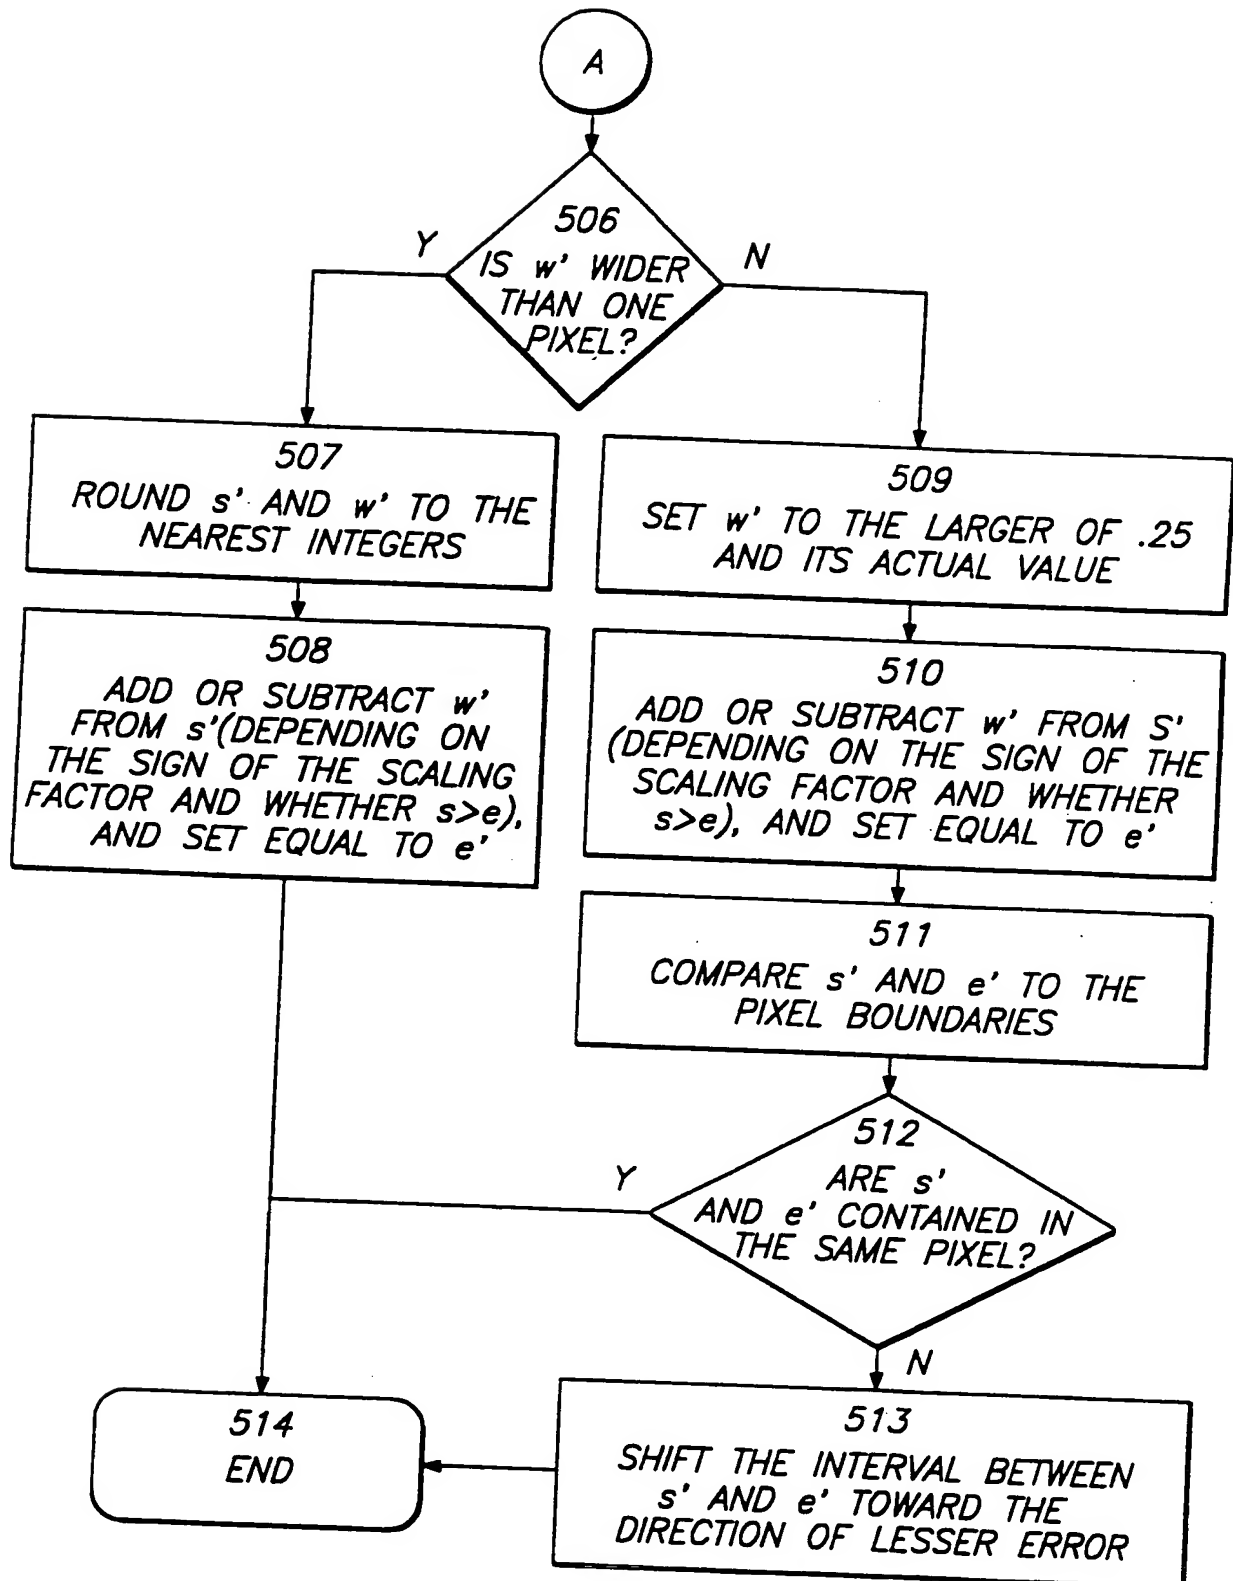 A
506
IS w' WIDER
THAN ONE
PIXEL?
Y
N
507
ROUND s' AND w' TO THE
NEAREST INTEGERS
508
ADD OR SUBTRACT w'
FROM s'(DEPENDING ON
THE SIGN OF THE SCALING
FACTOR AND WHETHER s>e),
AND SET EQUAL TO e'
509
SET w' TO THE LARGER OF .25
AND ITS ACTUAL VALUE
510
ADD OR SUBTRACT w' FROM S'
(DEPENDING ON THE SIGN OF THE
SCALING FACTOR AND WHETHER
s>e), AND SET EQUAL TO e'
511
COMPARE s' AND e' TO THE
PIXEL BOUNDARIES
512
ARE s'
AND e' CONTAINED IN
THE SAME PIXEL?
Y
N
513
SHIFT THE INTERVAL BETWEEN
s' AND e' TOWARD THE
DIRECTION OF LESSER ERROR
514
END